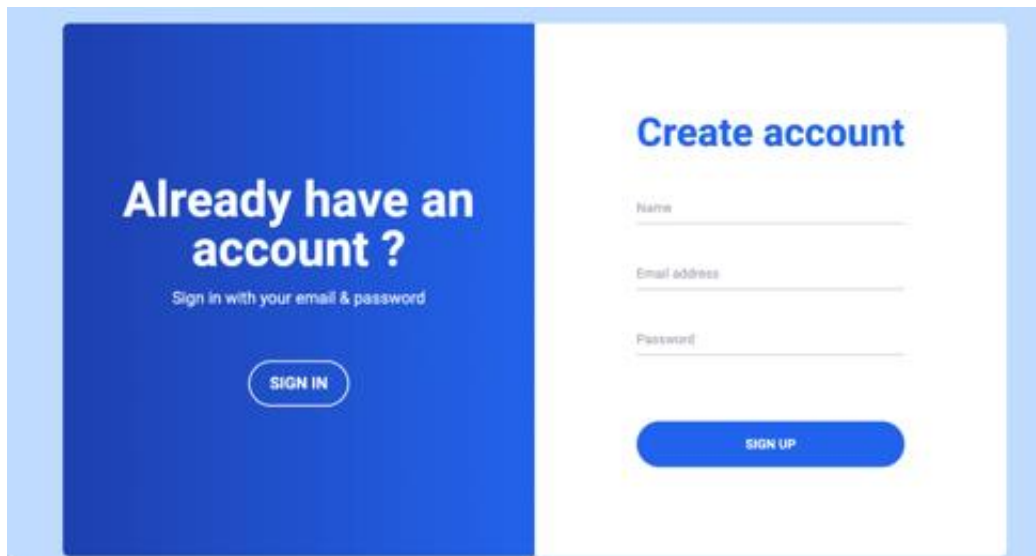 Already have an
account ?
Sign in with your email & password
SIGN IN
Create account
Name
Email address
Password
SIGN UP